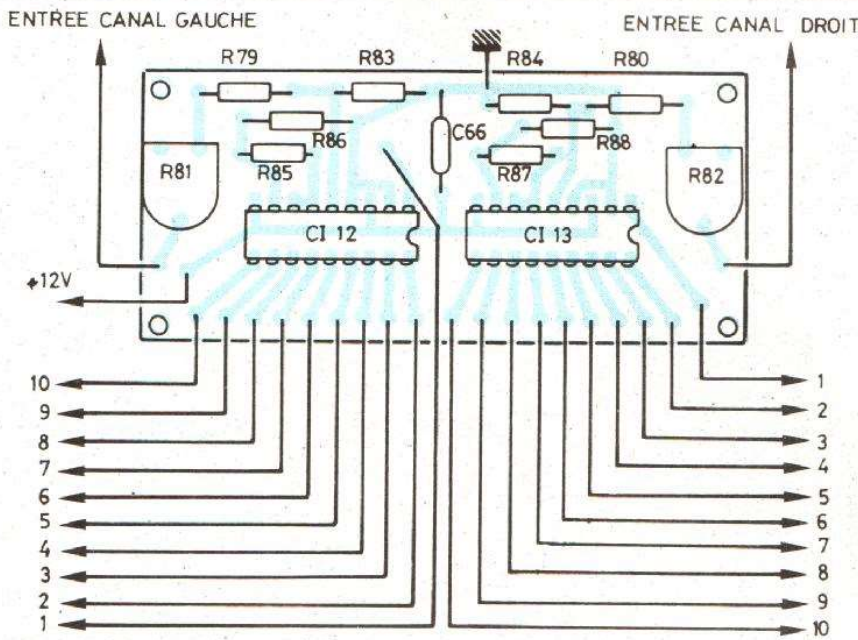 ENTREE CANAL GAUCHE
ENTREE CANAL DROIT
R79
R83
R84
R80
R86
C66
R88
R81
R85
R87
R82
CI 12
CI 13
+12V
10
9
8
7
6
5
4
3
2
1
1
2
3
4
5
6
7
8
9
10